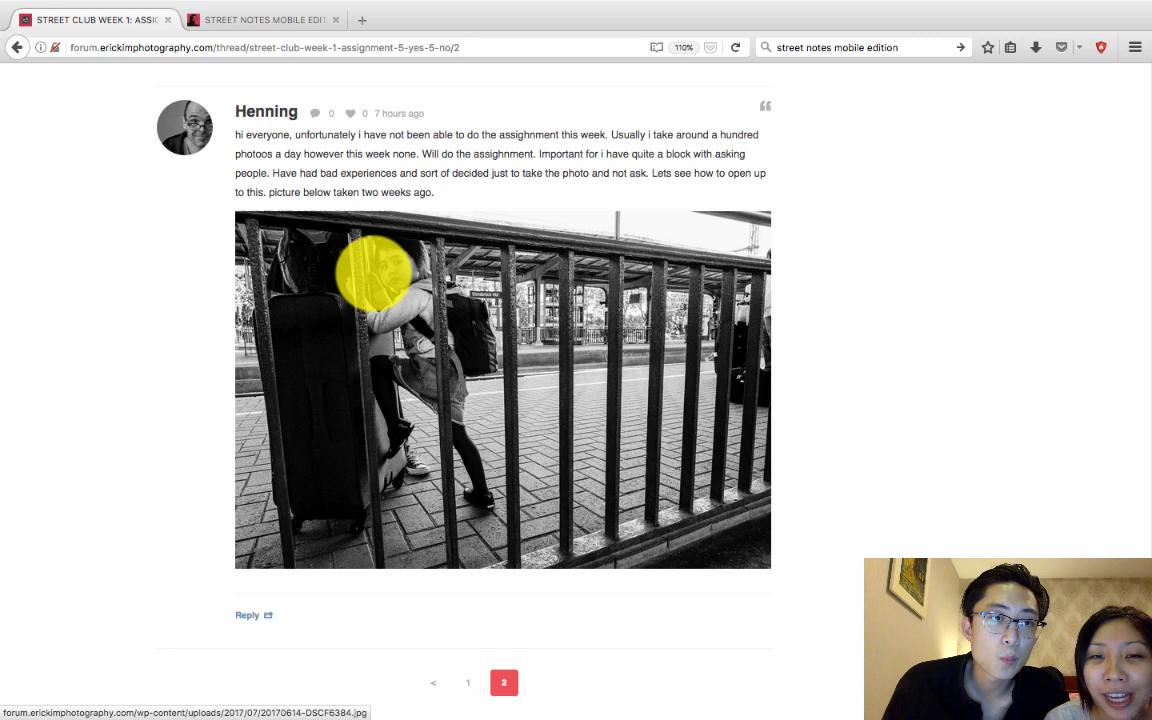 STREET CLUB WEEK 1: ASSIG
STREET NOTES MOBILE EDIT
forum.erickimphotography.com/thread/street-club-week-1-assignment-5-yes-5-no/2
110%
street notes mobile edition
Henning
0
0
7 hours ago
hi everyone, unfortunately i have not been able to do the assighnment this week. Usually i take around a hundred
photoos a day however this week none. Will do the assighnment. Important for i have quite a block with asking
people. Have had bad experiences and sort of decided just to take the photo and not ask. Lets see how to open up
to this. picture below taken two weeks ago.
Reply
<
1
2
forum.erickimphotography.com/wp-content/uploads/2017/07/20170614-DSCF6384.jpg